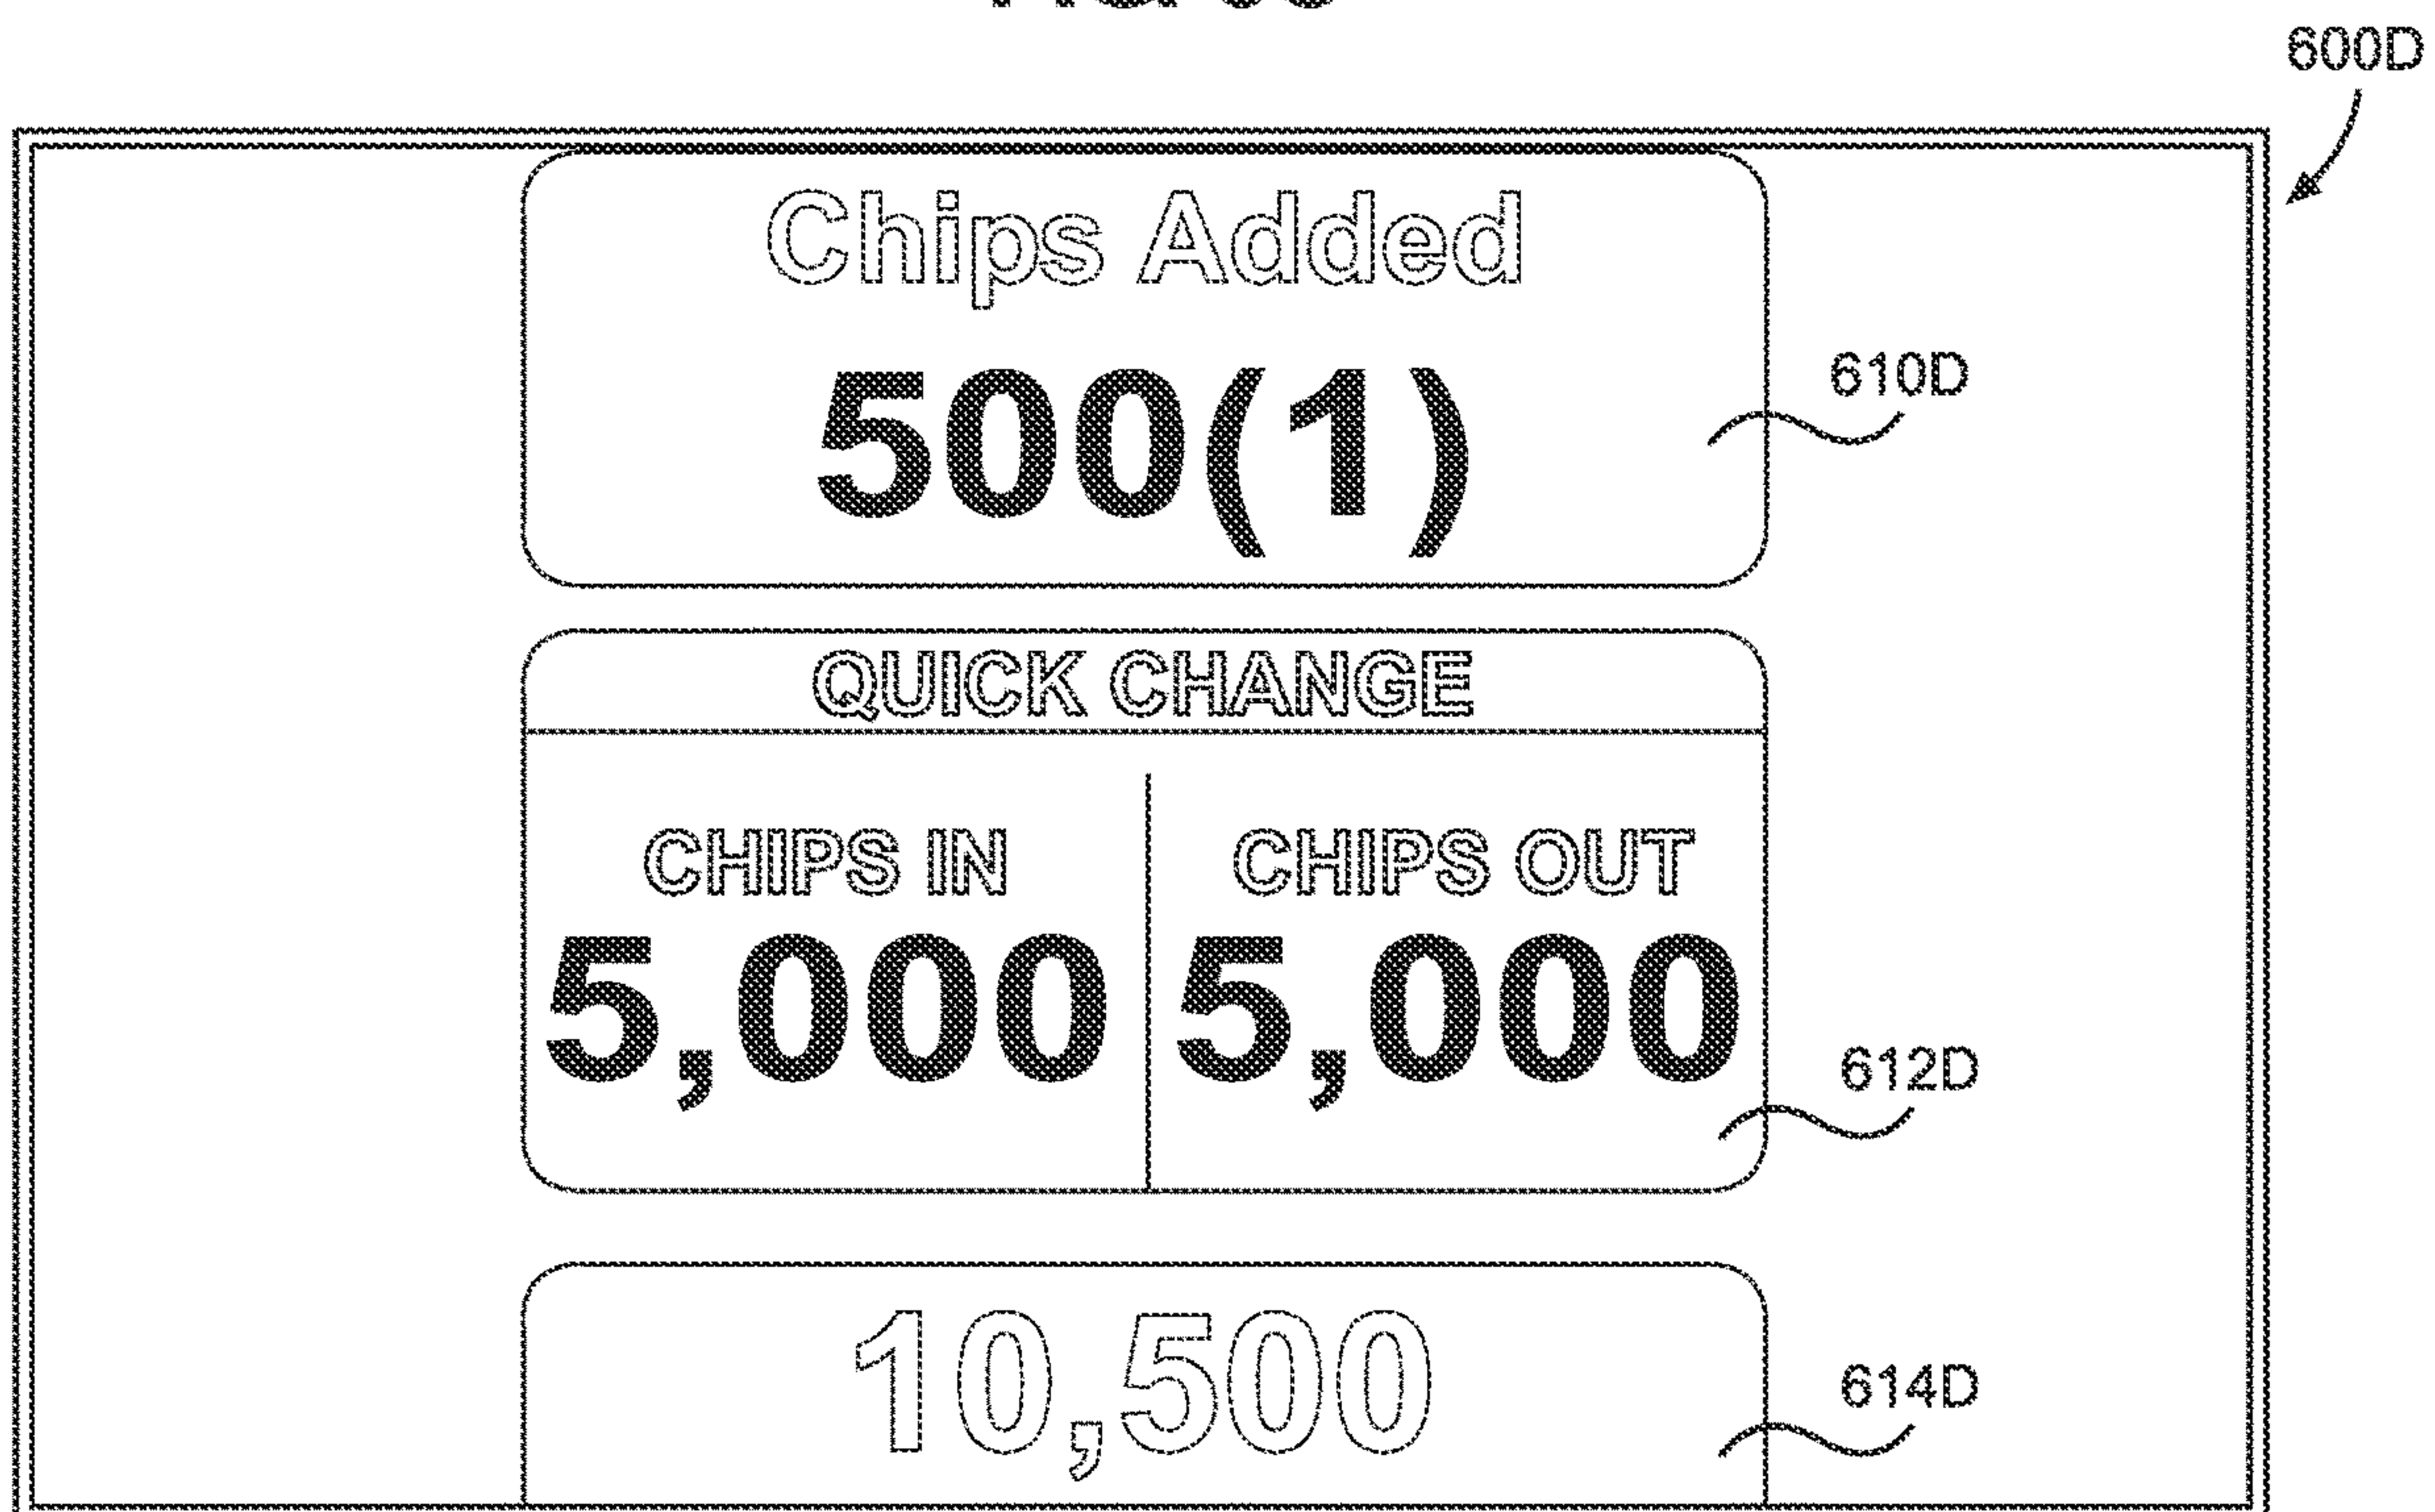 600D
Chips Added
500(1)
610D
QUICK CHANGE
CHIPS IN
CHIPS OUT
5,000
5,000
612D
10,500
614D